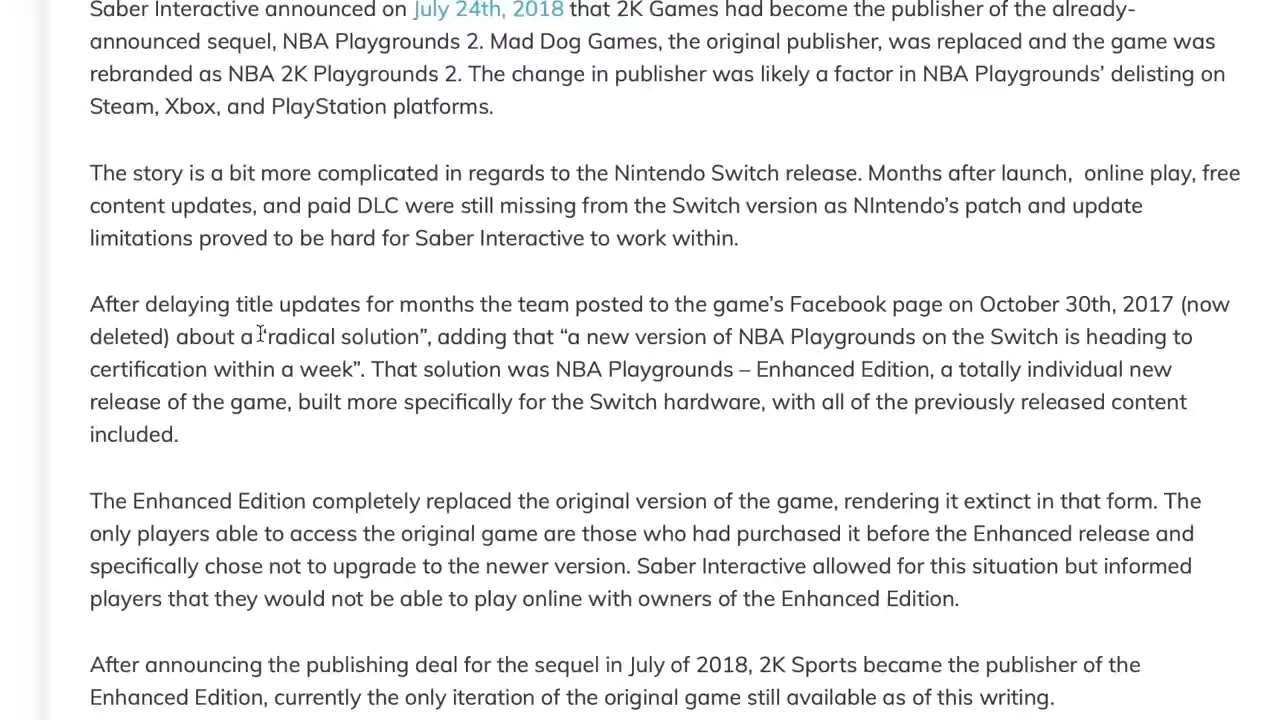 Saber Interactive announced on July 24th, 2018 that 2K Games had become the publisher of the already-
announced sequel, NBA Playgrounds 2. Mad Dog Games, the original publisher, was replaced and the game was
rebranded as NBA 2K Playgrounds 2. The change in publisher was likely a factor in NBA Playgrounds’ delisting on
Steam, Xbox, and PlayStation platforms.
The story is a bit more complicated in regards to the Nintendo Switch release. Months after launch,  online play, free
content updates, and paid DLC were still missing from the Switch version as NIntendo’s patch and update
limitations proved to be hard for Saber Interactive to work within.
After delaying title updates for months the team posted to the game’s Facebook page on October 30th, 2017 (now
deleted) about a “radical solution”, adding that “a new version of NBA Playgrounds on the Switch is heading to
certification within a week”. That solution was NBA Playgrounds – Enhanced Edition, a totally individual new
release of the game, built more specifically for the Switch hardware, with all of the previously released content
included.
The Enhanced Edition completely replaced the original version of the game, rendering it extinct in that form. The
only players able to access the original game are those who had purchased it before the Enhanced release and
specifically chose not to upgrade to the newer version. Saber Interactive allowed for this situation but informed
players that they would not be able to play online with owners of the Enhanced Edition.
After announcing the publishing deal for the sequel in July of 2018, 2K Sports became the publisher of the
Enhanced Edition, currently the only iteration of the original game still available as of this writing.